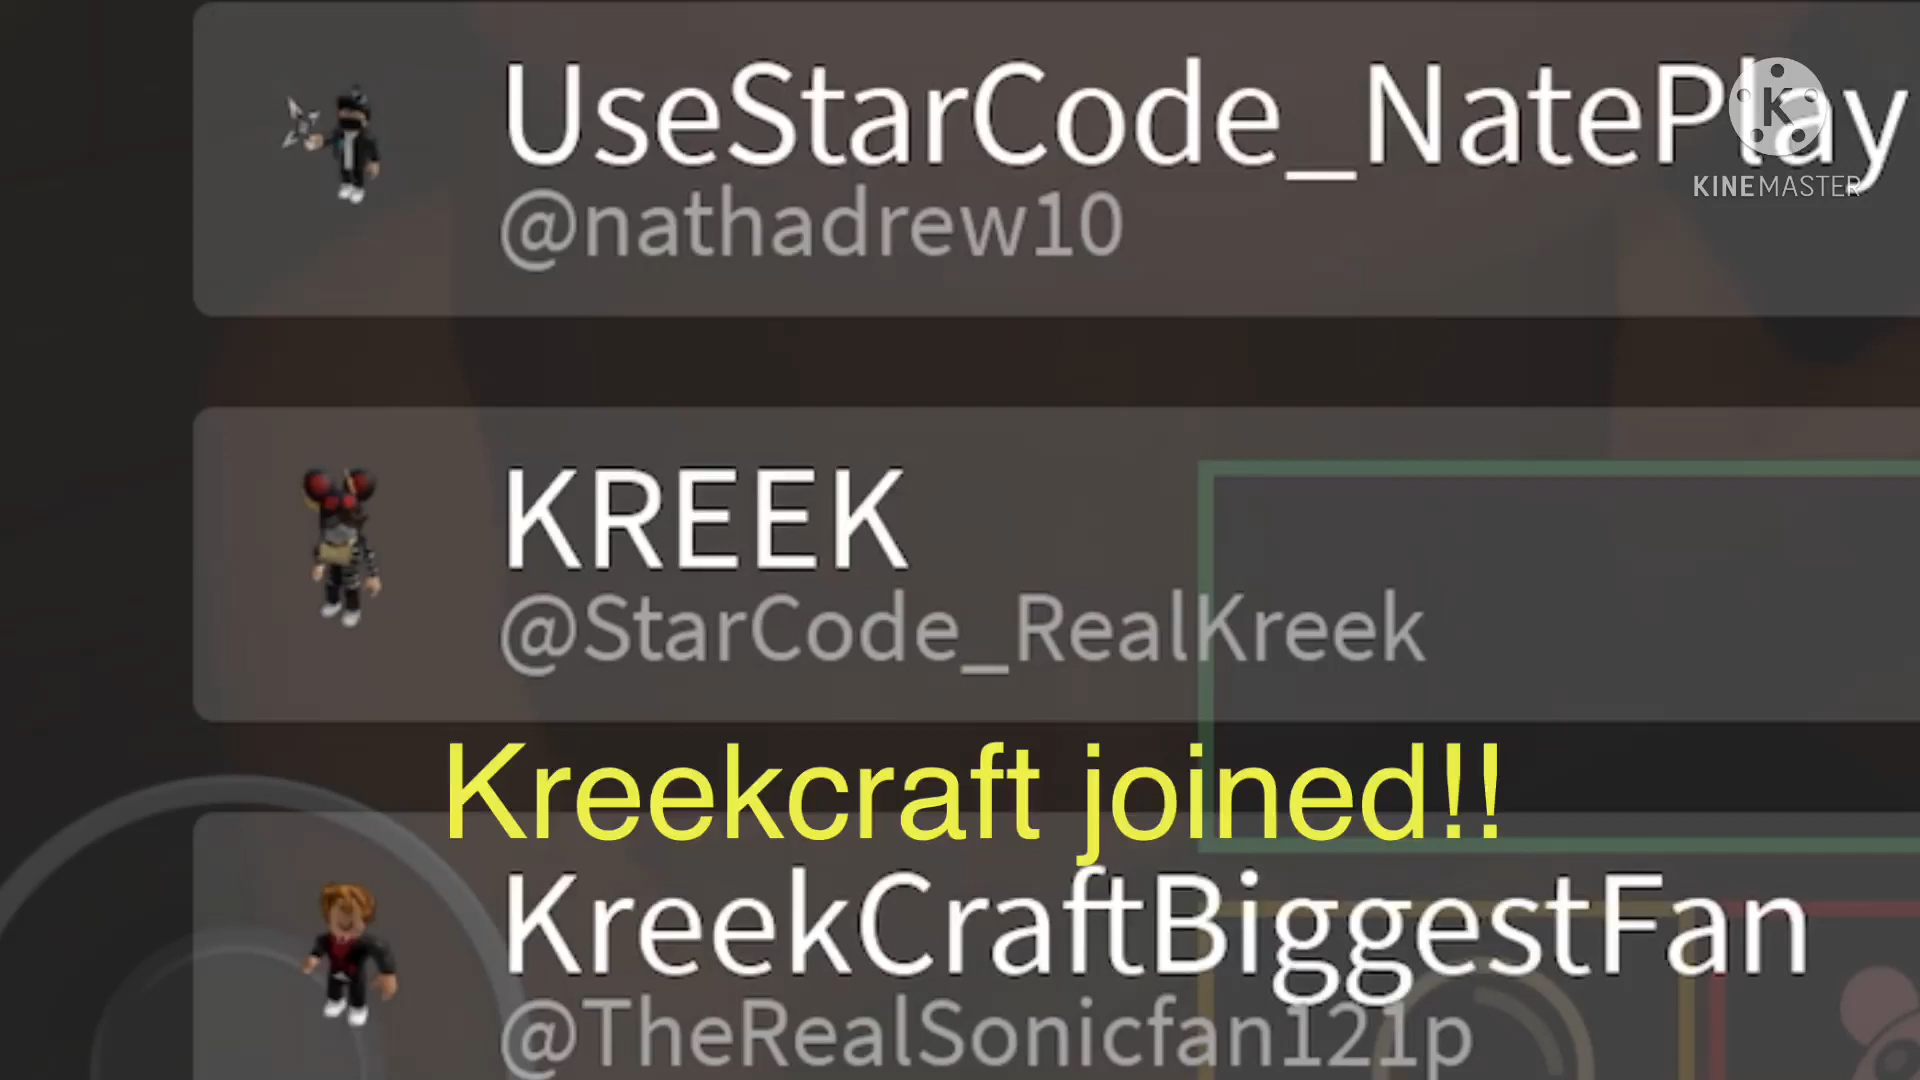 UseStarCode_NatePlay
@nathadrew10
K
KINEMASTER
KREEK
@StarCode_RealKreek
Kreekcraft joined!!
KreekCraftBiggestFan
@TheRealSonicfan121p